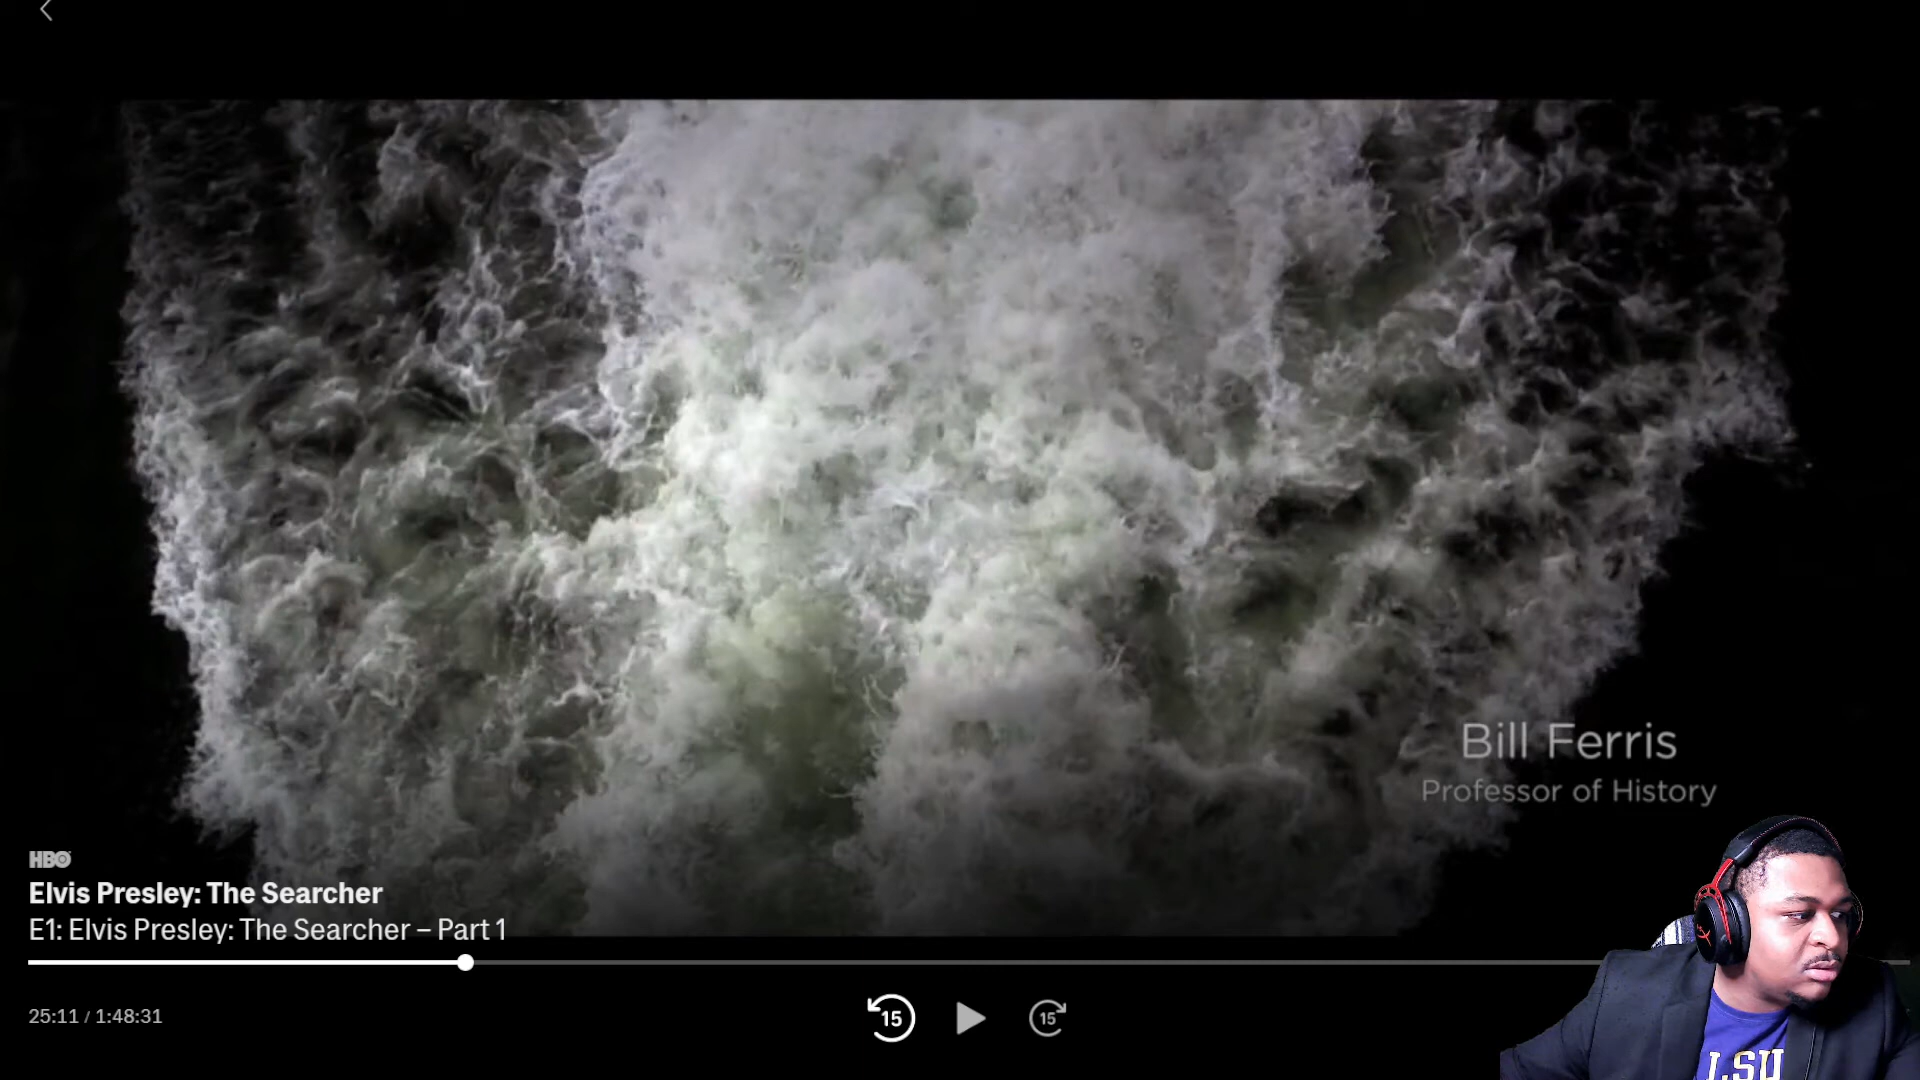 Bill Ferris
Professor of History
HBO
Elvis Presley: The Searcher
E1: Elvis Presley: The Searcher – Part 1
25:11 / 1:48:31
15
15
LSU